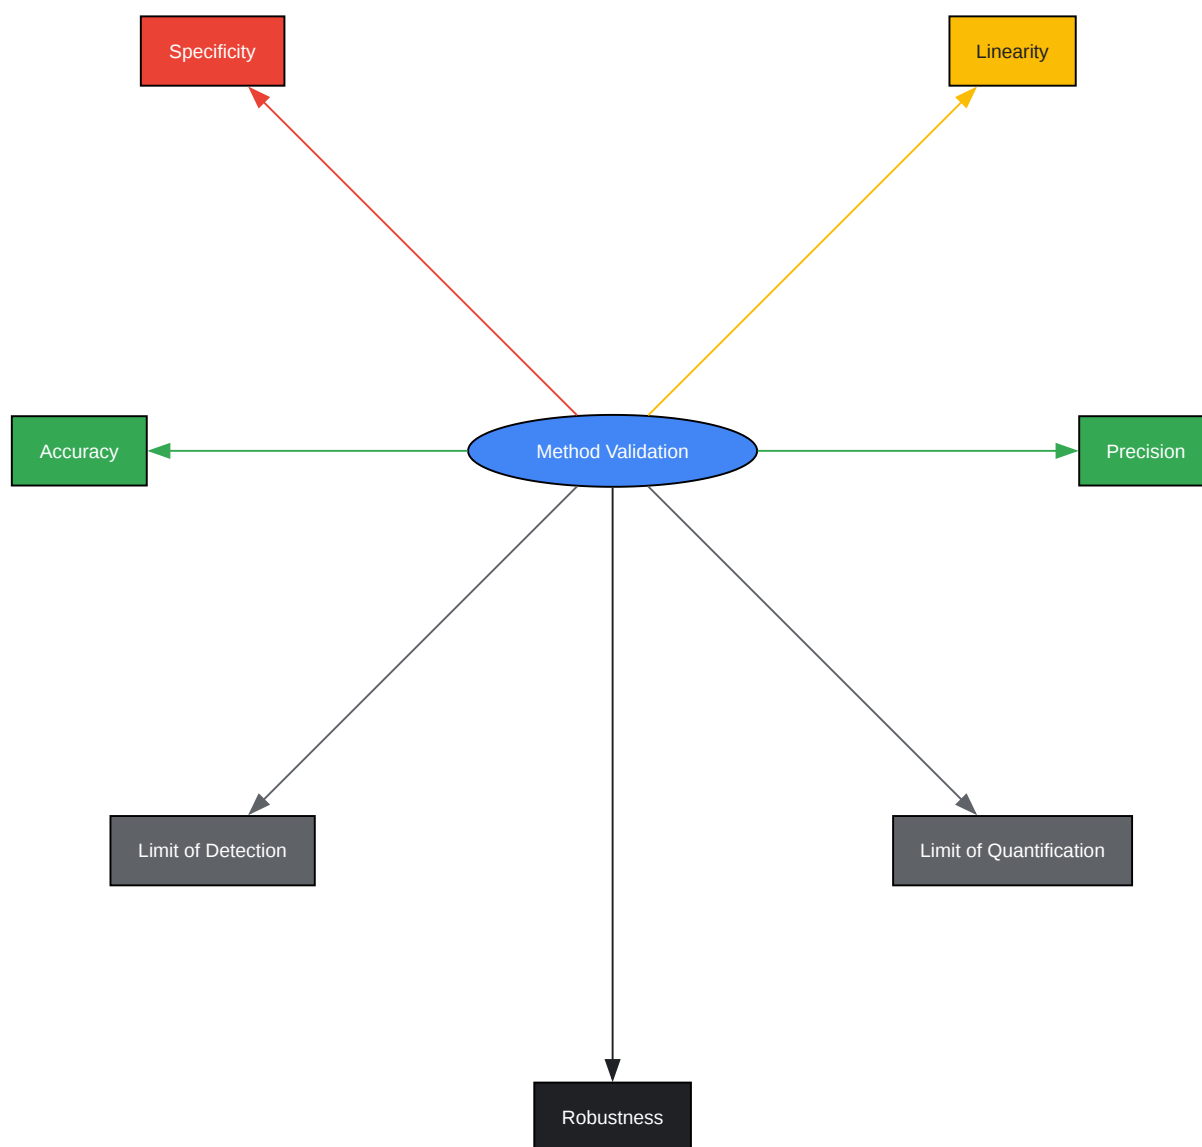 Specificity
Linearity
Accuracy
Method Validation
Precision
Limit of Detection
Limit of Quantification
Robustness